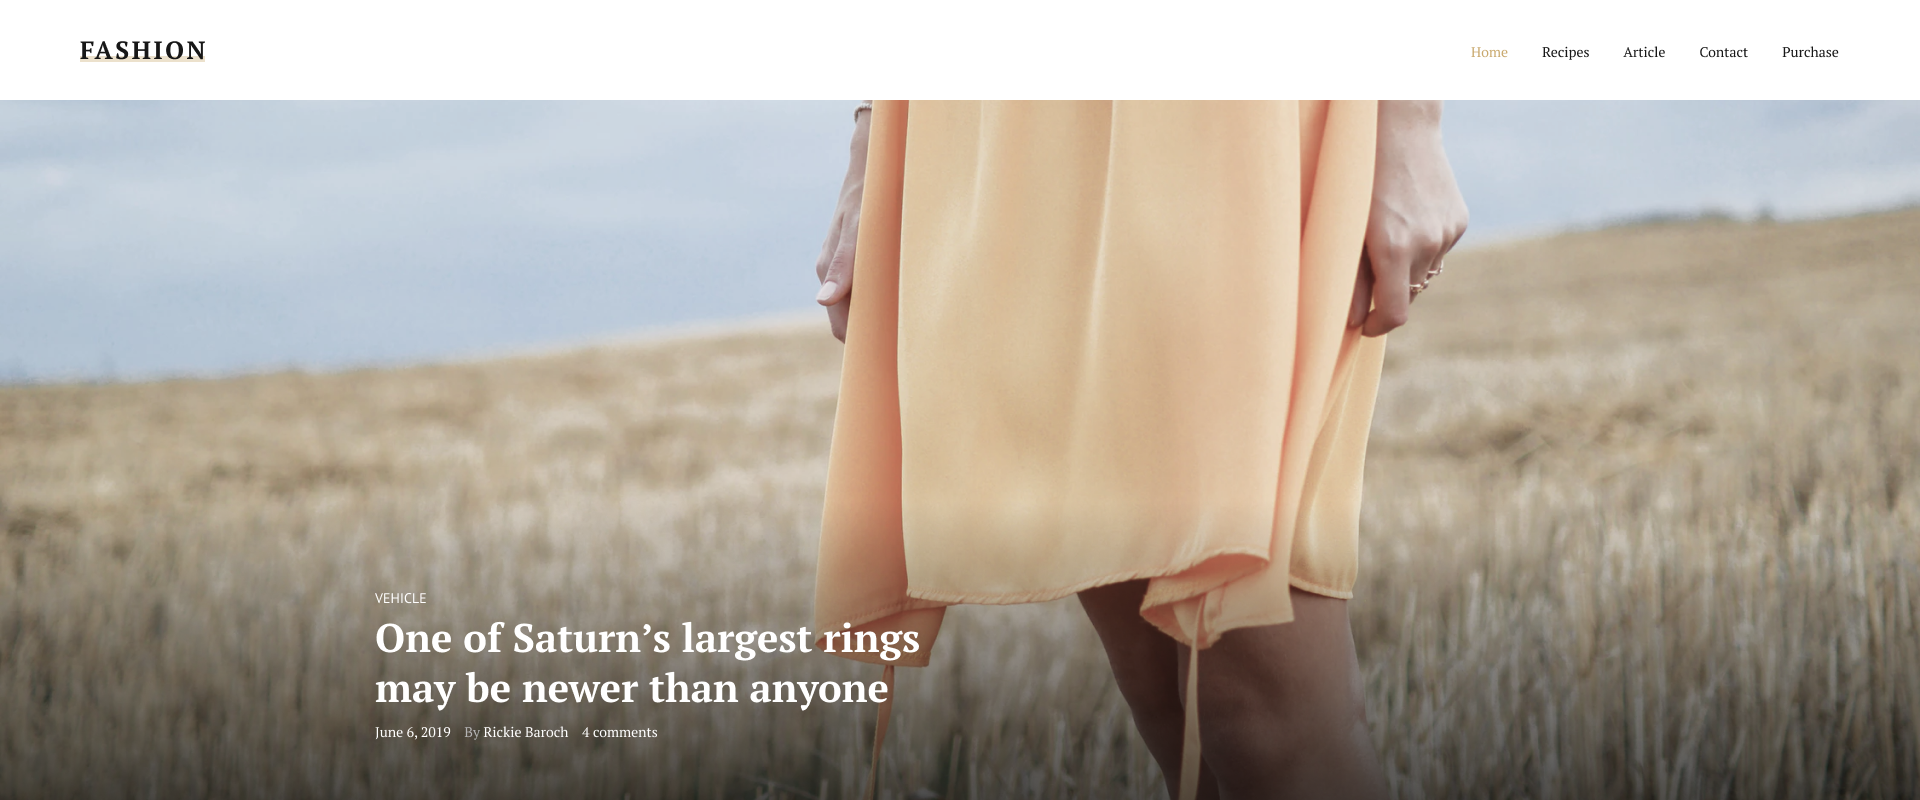 FASHION
Home Recipes Article Contact Purchase
VEHICLE
One of Saturn’s largest rings
may be newer than anyone
June 6, 2019 By Rickie Baroch 4 comments